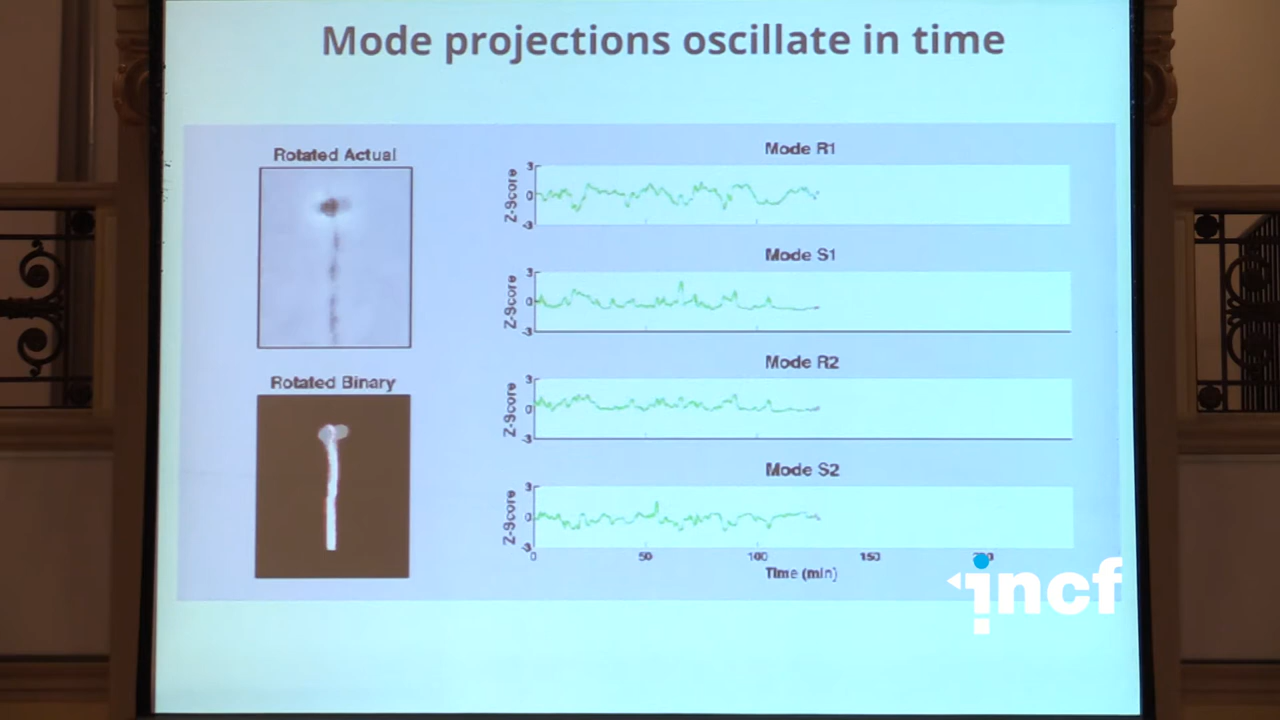 Mode projections oscillate in time
Rotated Actual
Rotated Binary
Mode R1
3
0
-3
Z-Score
Mode S1
3
0
-3
Z-Score
Mode R2
3
0
-3
Z-Score
Mode S2
3
0
-3
Z-Score
0 50 100 150
Time (min)
incf